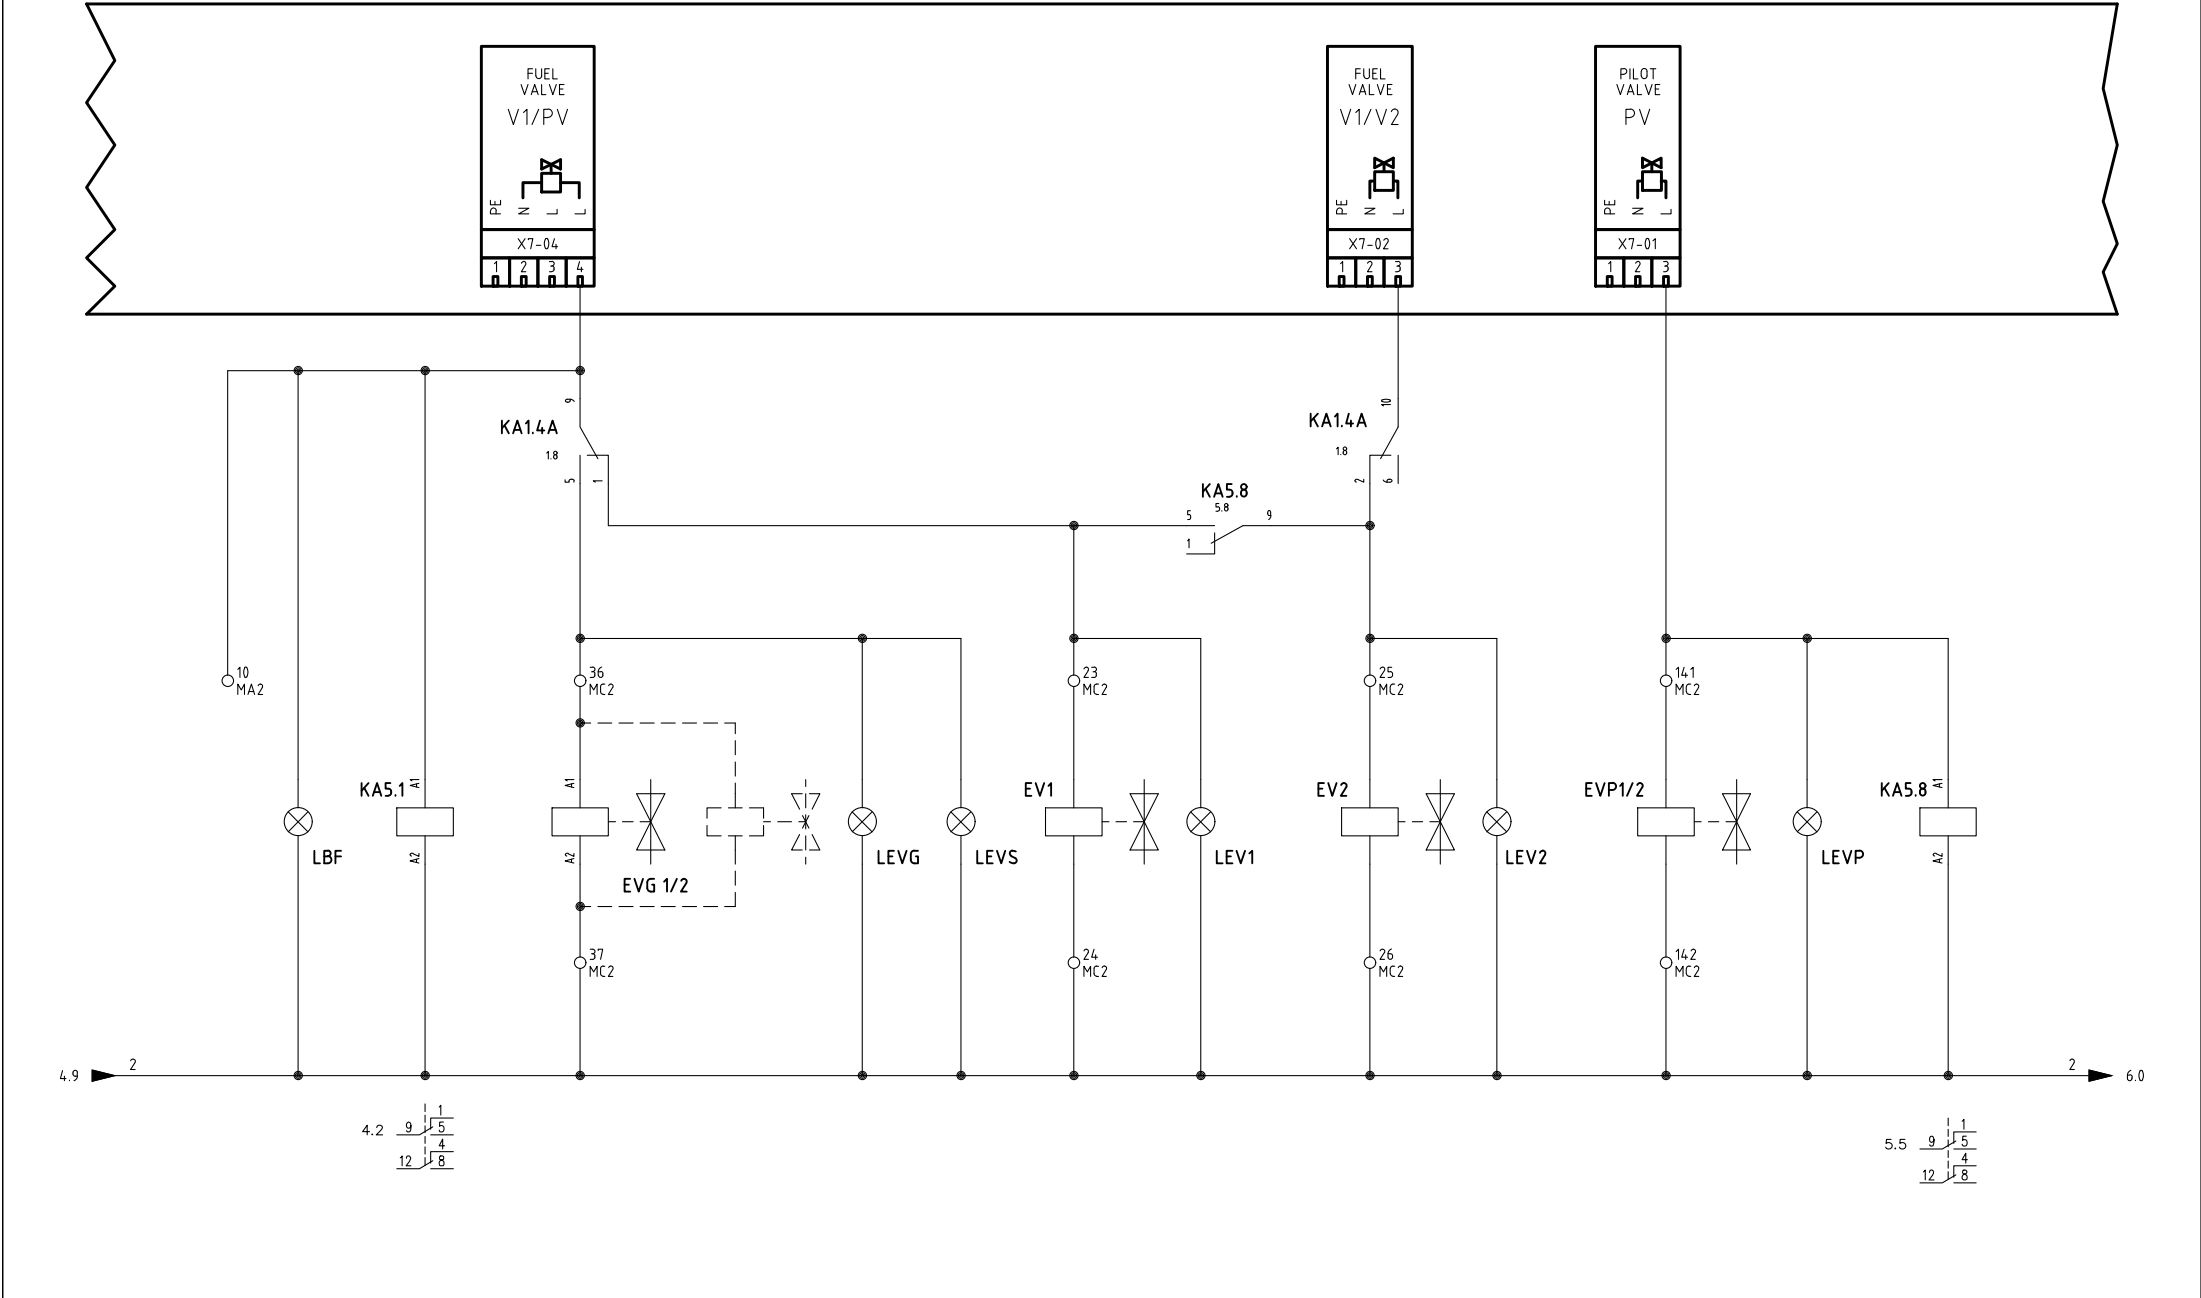 FUEL
VALVE
V1/PV
PE N L L
X7-04
1 2 3 4
FUEL
VALVE
V1/V2
PE N L
X7-02
1 2 3
PILOT
VALVE
PV
PE N L
X7-01
1 2 3
9
KA1.4A
1.8
5 1
10
KA1.4A
1.8
2 6
KA5.8
5.8
5 9
1
10
MA2
36
MC2
23
MC2
25
MC2
141
MC2
LBF
KA5.1
A1
A2
A1
A2
EVG 1/2
LEVG
LEVS
EV1
LEV1
EV2
LEV2
EVP1/2
LEVP
KA5.8
A1
A2
37
MC2
24
MC2
26
MC2
142
MC2
4.9 2
2 6.0
1
4.2 9 5
4
12 8
1
5.5 9 5
4
12 8